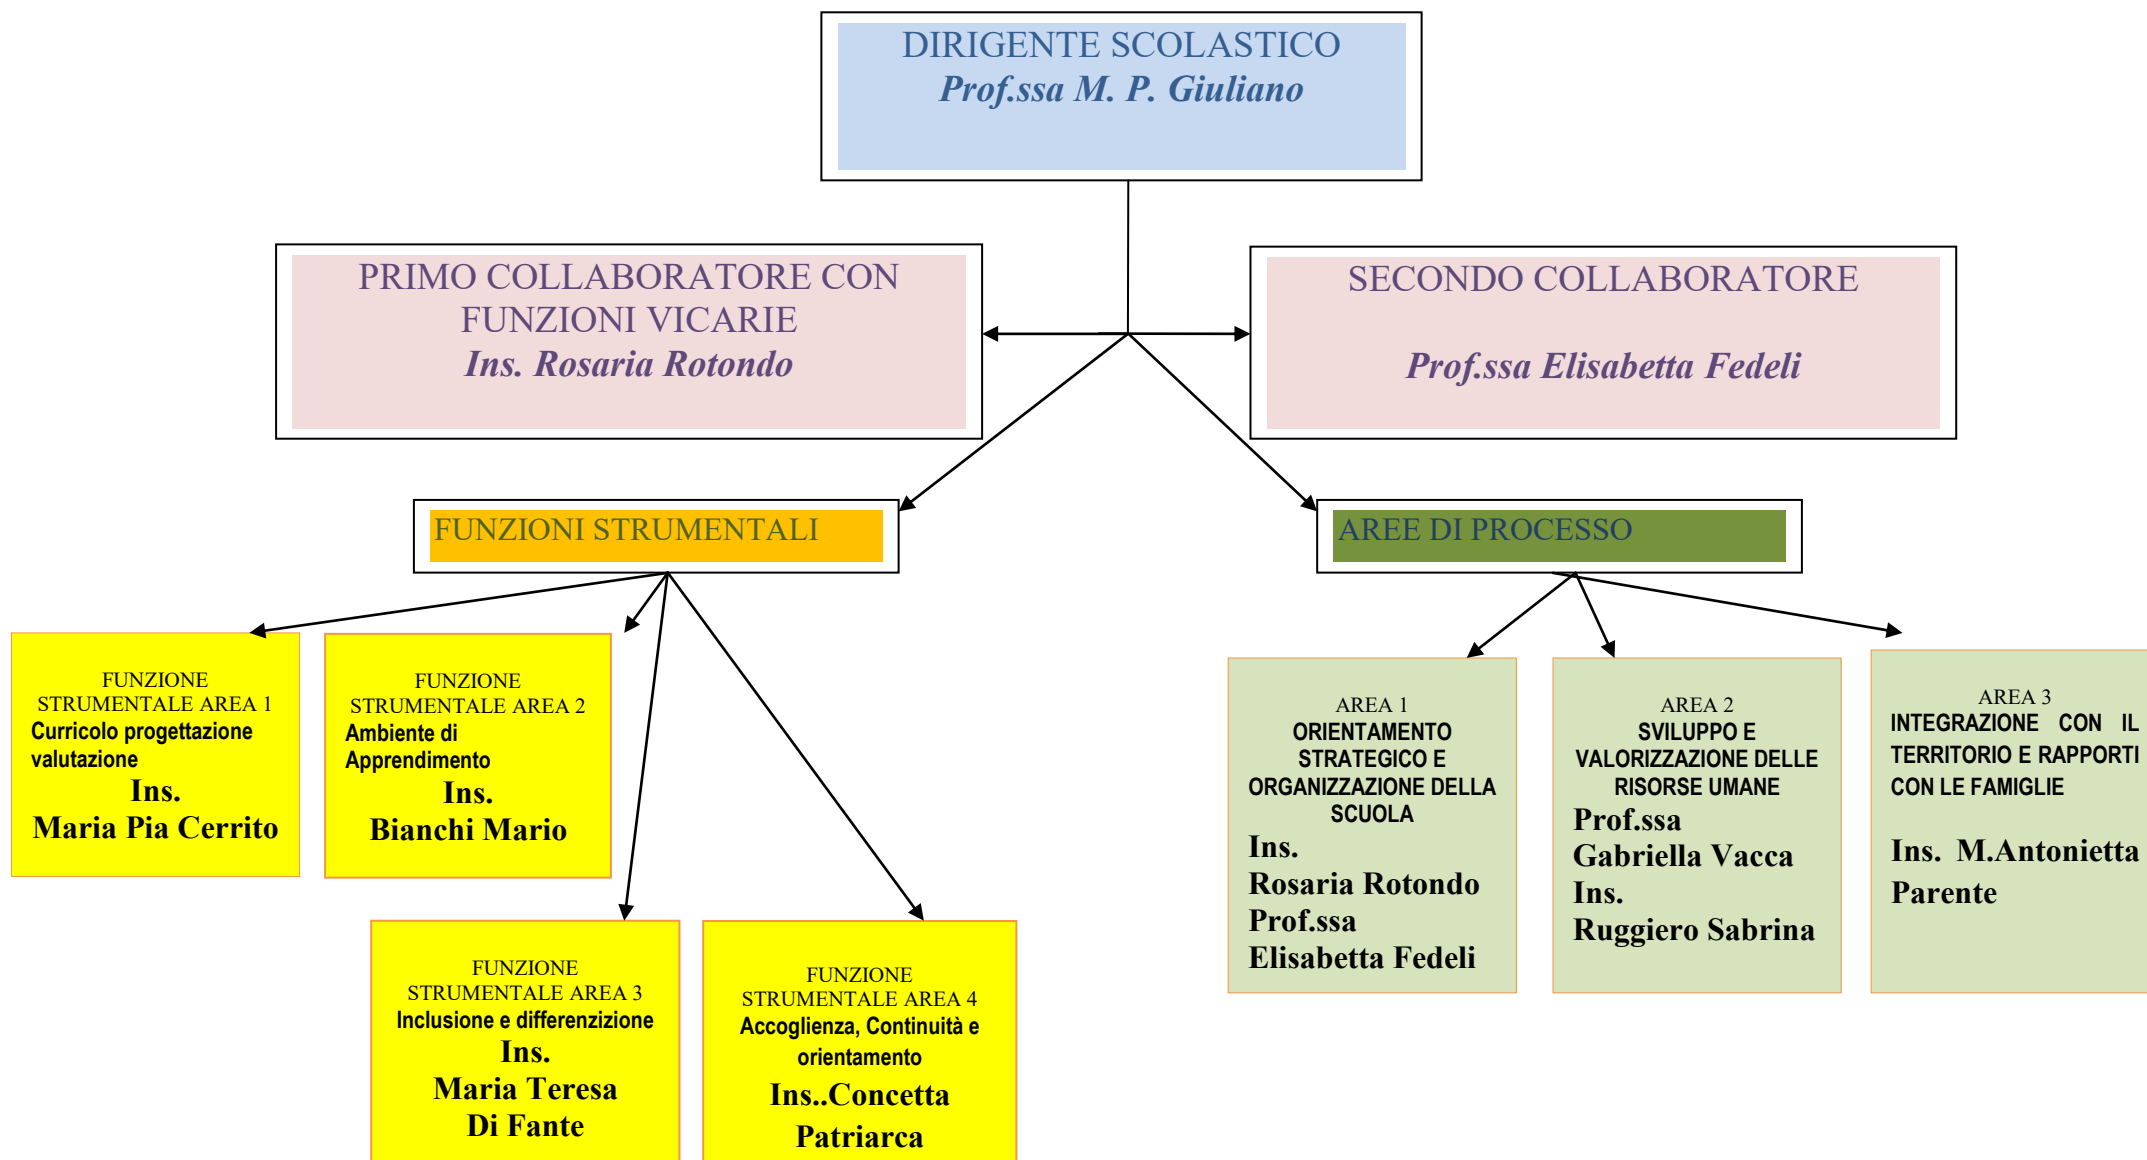 DIRIGENTE SCOLASTICO
Prof.ssa M. P. Giuliano
PRIMO COLLABORATORE CON
FUNZIONI VICARIE
Ins. Rosaria Rotondo
SECONDO COLLABORATORE
Prof.ssa Elisabetta Fedeli
FUNZIONI STRUMENTALI
AREE DI PROCESSO
FUNZIONE
STRUMENTALE AREA 1
Curricolo progettazione
valutazione
Ins.
Maria Pia Cerrito
FUNZIONE
STRUMENTALE AREA 2
Ambiente di
Apprendimento
Ins.
Bianchi Mario
FUNZIONE
STRUMENTALE AREA 3
Inclusione e differenzizione
Ins.
Maria Teresa
Di Fante
FUNZIONE
STRUMENTALE AREA 4
Accoglienza, Continuità e
orientamento
Ins..Concetta
Patriarca
AREA 1
ORIENTAMENTO
STRATEGICO E
ORGANIZZAZIONE DELLA
SCUOLA
Ins.
Rosaria Rotondo
Prof.ssa
Elisabetta Fedeli
AREA 2
SVILUPPO E
VALORIZZAZIONE DELLE
RISORSE UMANE
Prof.ssa
Gabriella Vacca
Ins.
Ruggiero Sabrina
AREA 3
INTEGRAZIONE CON IL
TERRITORIO E RAPPORTI
CON LE FAMIGLIE
Ins. M.Antonietta
Parente